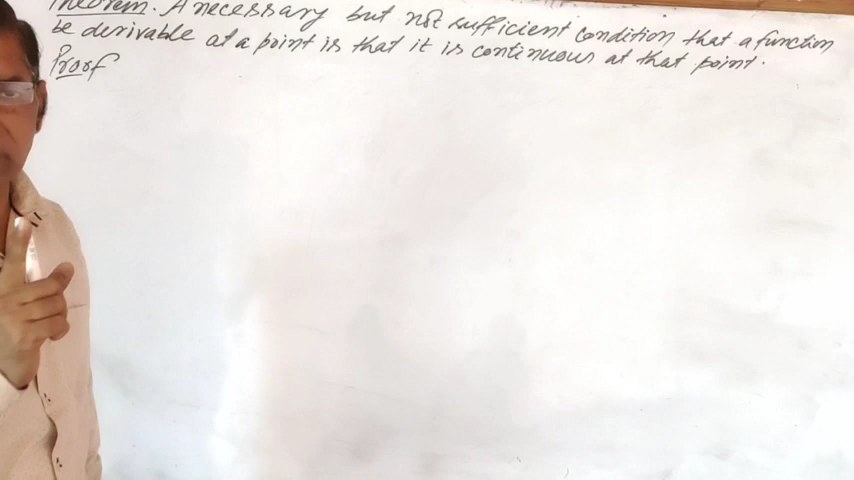 Theorem. A necessary but not sufficient condition that a function
be derivable at a point is that it is continuous at that point.
Proof